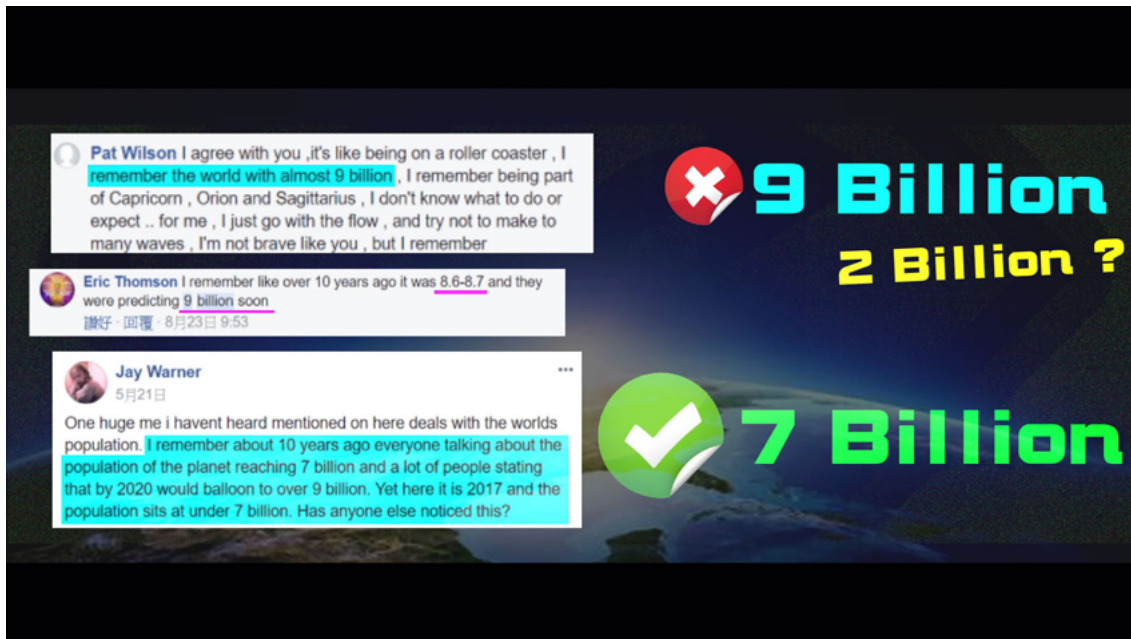 Pat Wilson I agree with you ,it's like being on a roller coaster , I
remember the world with almost 9 billion , I remember being part
of Capricorn , Orion and Sagittarius , I don't know what to do or
expect .. for me , I just go with the flow , and try not to make to
many waves , I'm not brave like you , but I remember
Eric Thomson I remember like over 10 years ago it was 8.6-8.7 and they
were predicting 9 billion soon
讚好 · 回覆 · 8月23日 9:53
Jay Warner
5月21日
One huge me i havent heard mentioned on here deals with the worlds
population. I remember about 10 years ago everyone talking about the
population of the planet reaching 7 billion and a lot of people stating
that by 2020 would balloon to over 9 billion. Yet here it is 2017 and the
population sits at under 7 billion. Has anyone else noticed this?
9 Billion
2 Billion ?
7 Billion